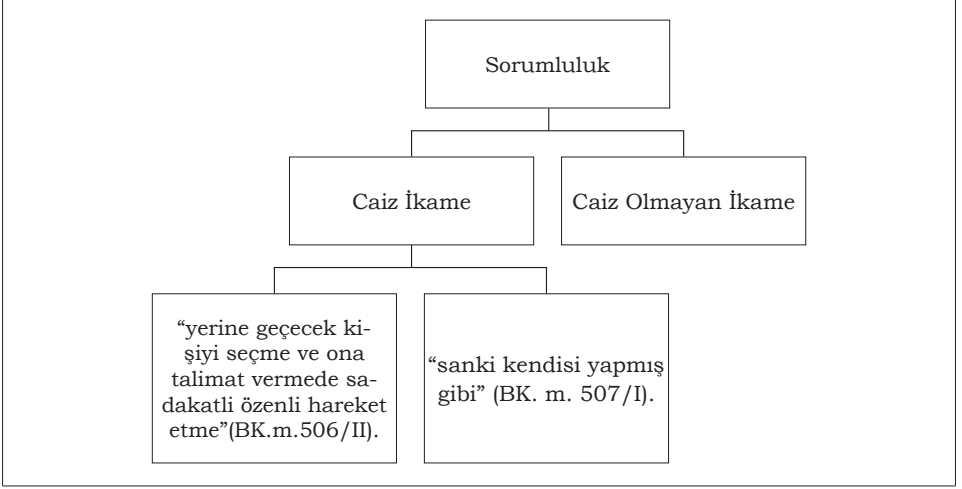 Sorumluluk
Caiz İkame
Caiz Olmayan İkame
“yerine geçecek ki-
şiyi seçme ve ona
talimat vermede sa-
dakatli özenli hareket
etme”(BK.m.506/II).
“sanki kendisi yapmış
gibi” (BK. m. 507/I).